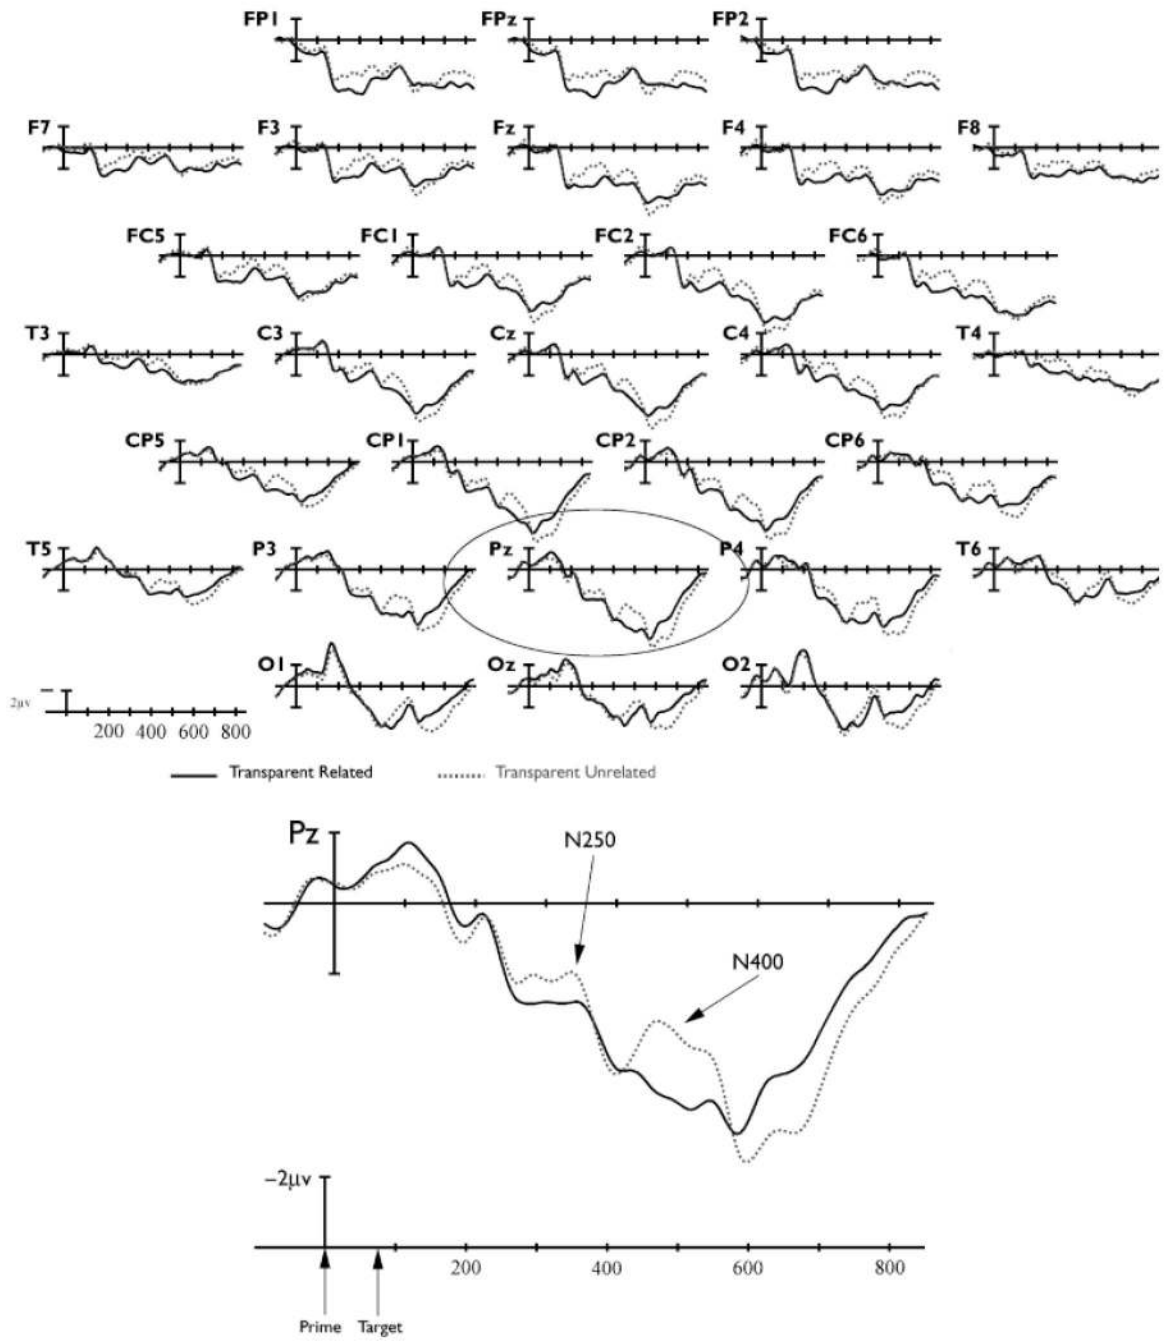 FP1 FPz FP2
F7 F3 Fz F4 F8
FC5 FC1 FC2 FC6
T3 C3 Cz C4 T4
CP5 CP1 CP2 CP6
T5 P3 Pz P4 T6
O1 Oz O2
2μv
200 400 600 800
Transparent Related Transparent Unrelated
Pz
N250
N400
−2μv
200 400 600 800
Prime Target